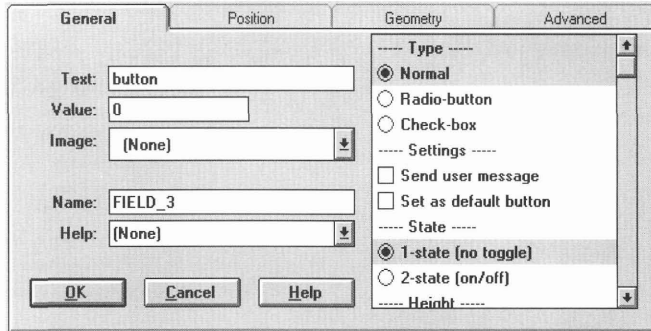 General Position Geometry Advanced
Text: button
Value: 0
Image: (None)
Name: FIELD_3
Help: (None)
OK Cancel Help
----- Type -----
Normal
Radio-button
Check-box
----- Settings -----
Send user message
Set as default button
----- State -----
1-state (no toggle)
2-state (on/off)
----- Height -----